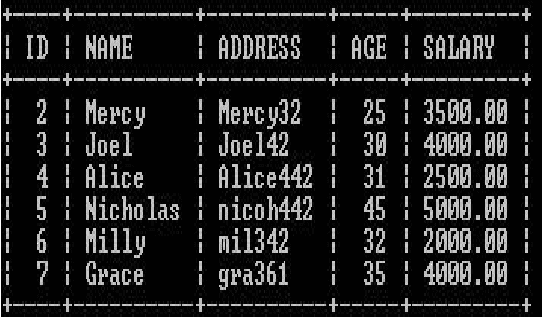 ID | NAME | ADDRESS | AGE | SALARY
2 | Mercy | Mercy32 | 25 | 3500.00
3 | Joel | Joel42 | 30 | 4000.00
4 | Alice | Alice442 | 31 | 2500.00
5 | Nicholas | nicoh442 | 45 | 5000.00
6 | Milly | mil342 | 32 | 2000.00
7 | Grace | gra361 | 35 | 4000.00